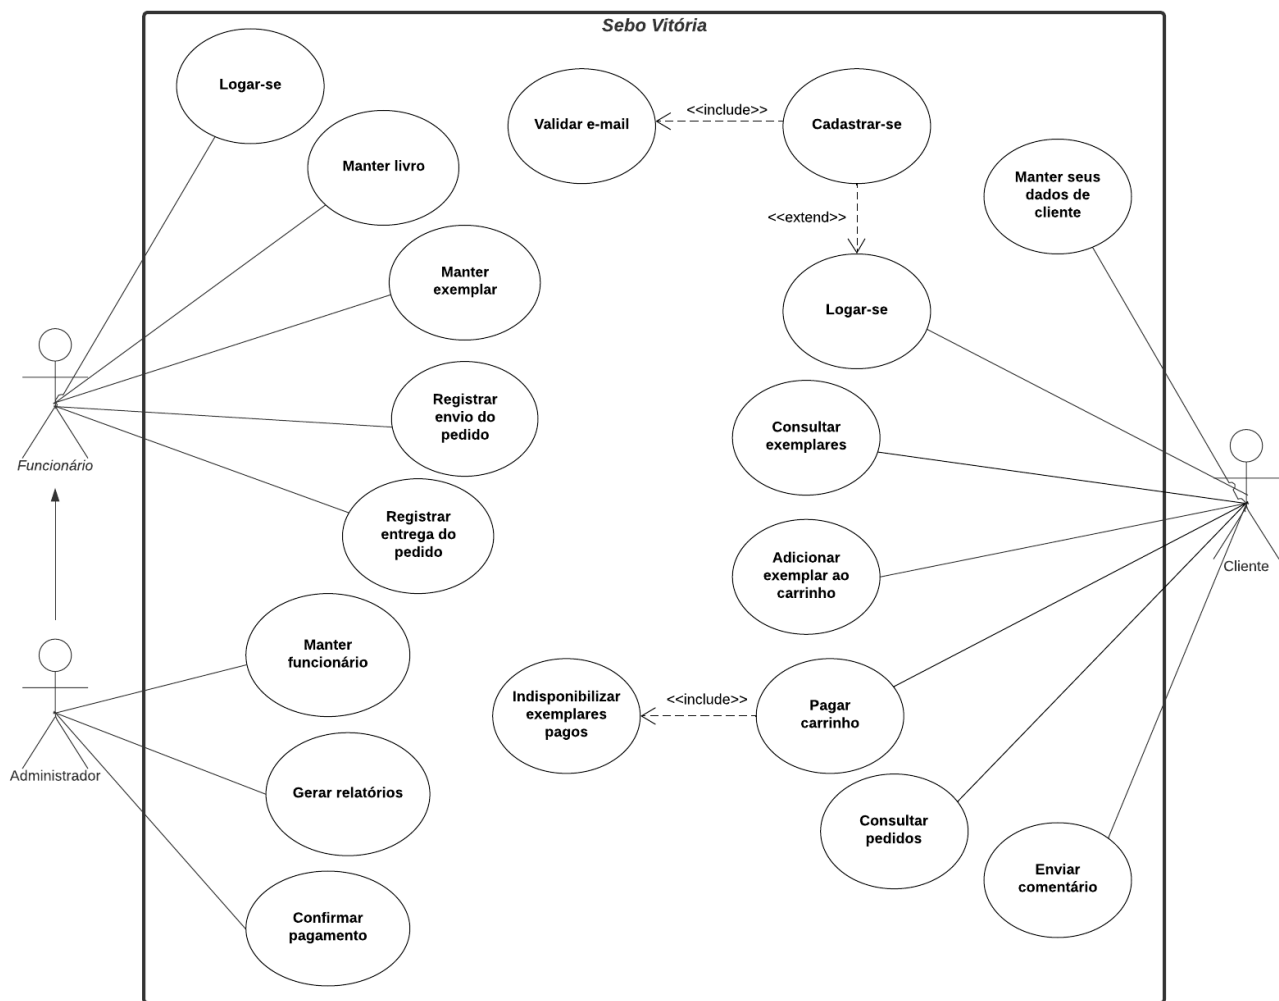 Sebo Vitória
Logar-se
Manter livro
Manter
exemplar
Registrar
envio do
pedido
Registrar
entrega do
pedido
Funcionário
Manter
funcionário
Gerar relatórios
Confirmar
pagamento
Administrador
Validar e-mail
<<include>>
Cadastrar-se
<<extend>>
Logar-se
Manter seus
dados de
cliente
Consultar
exemplares
Adicionar
exemplar ao
carrinho
Indisponibilizar
exemplares
pagos
<<include>>
Pagar
carrinho
Consultar
pedidos
Enviar
comentário
Cliente